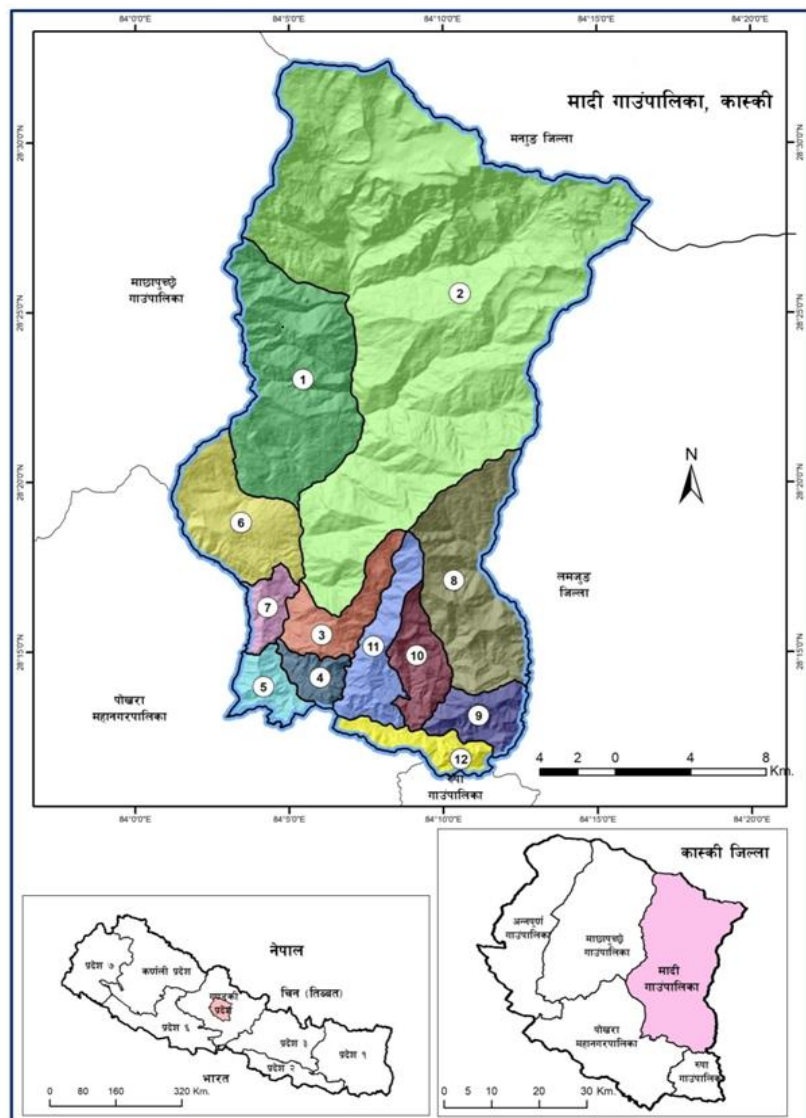 84°0'0"E 84°5'0"E 84°10'0"E 84°15'0"E 84°20'0"E
मादी गाउंपालिका, कास्की
मनाङ जिल्ला
28°30'0"N 28°30'0"N
माछापुच्छ्रे
गाउंपालिका
2
28°25'0"N 28°25'0"N
1
N
28°20'0"N 28°20'0"N
6
8
लमजुङ
जिल्ला
7
3
11
10
28°15'0"N 28°15'0"N
4
5
पोखरा
महानगरपालिका
9
12
4 2 0 4 8
Km.
रुपा
गाउंपालिका
84°0'0"E 84°5'0"E 84°10'0"E 84°15'0"E 84°20'0"E
नेपाल
प्रदेश ७
कर्णली प्रदेश
चिन (तिब्बत)
गण्डकी
प्रदेश
प्रदेश ६
प्रदेश ३
प्रदेश १
प्रदेश २
भारत
0 80 160 320 Km.
कास्की जिल्ला
अन्नपुर्ण
गाउंपालिका
माछापुच्छ्रे
गाउंपालिका
मादी
गाउंपालिका
पोखरा
महानगरपालिका
रुपा
गाउंपालिका
0 5 10 20 30 Km.